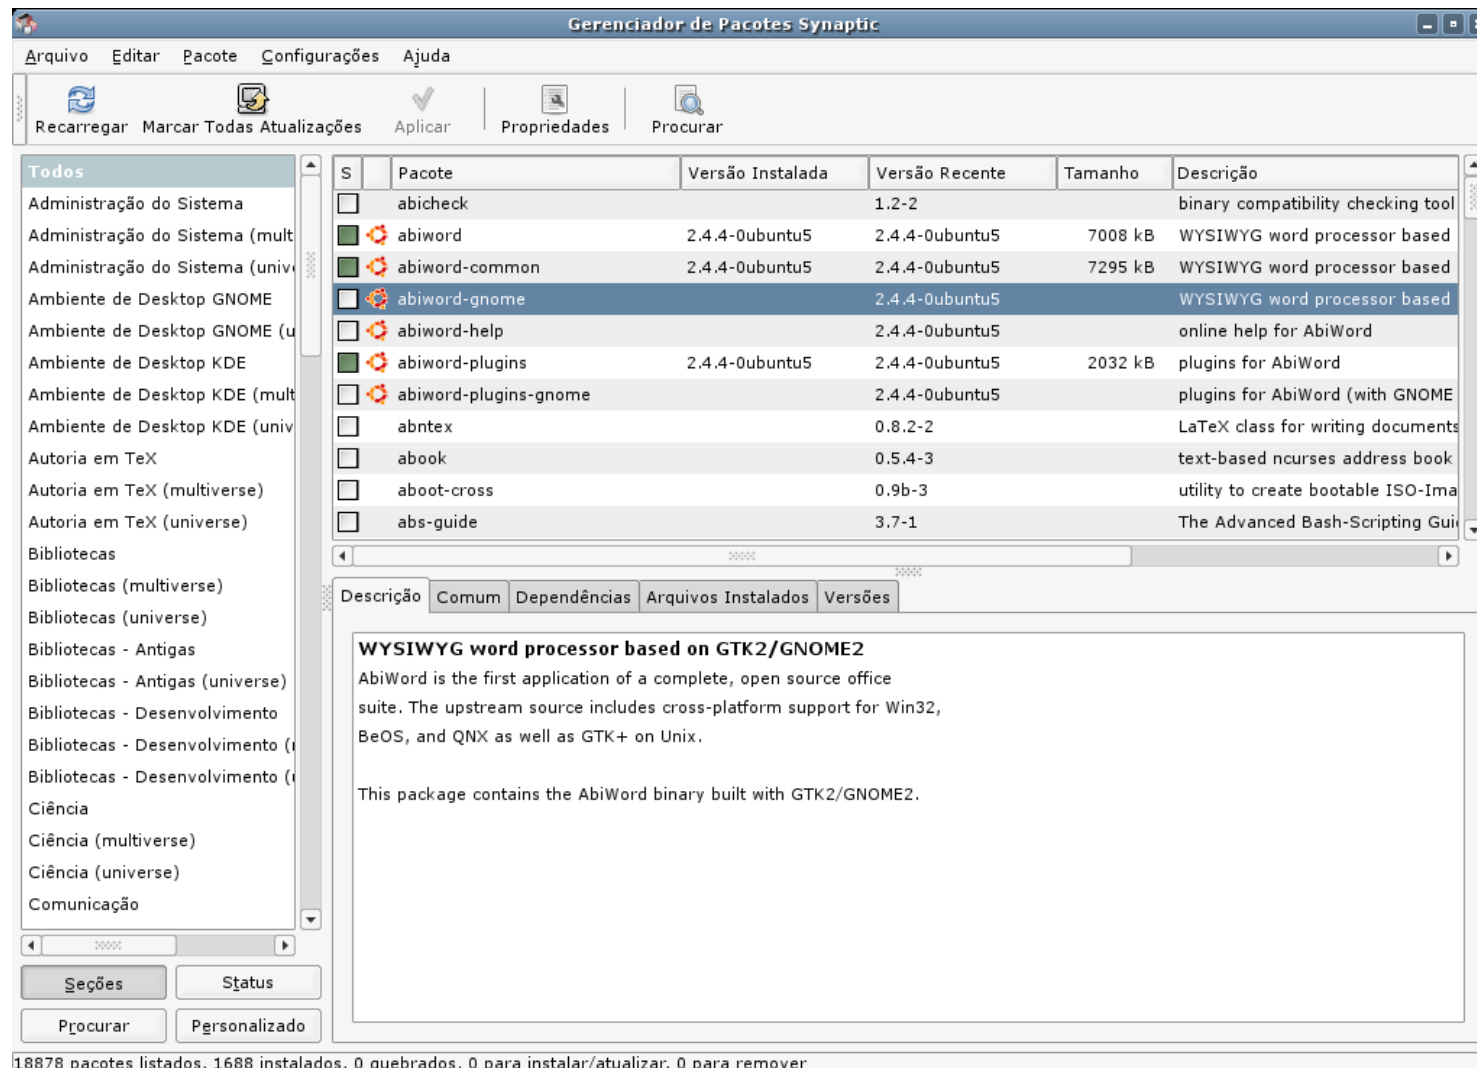 Gerenciador de Pacotes Synaptic
Arquivo Editar Pacote Configurações Ajuda
Recarregar Marcar Todas Atualizações Aplicar Propriedades Procurar
Todos
Administração do Sistema
Administração do Sistema (mult
Administração do Sistema (univ
Ambiente de Desktop GNOME
Ambiente de Desktop GNOME (u
Ambiente de Desktop KDE
Ambiente de Desktop KDE (mult
Ambiente de Desktop KDE (univ
Autoria em TeX
Autoria em TeX (multiverse)
Autoria em TeX (universe)
Bibliotecas
Bibliotecas (multiverse)
Bibliotecas (universe)
Bibliotecas - Antigas
Bibliotecas - Antigas (universe)
Bibliotecas - Desenvolvimento
Bibliotecas - Desenvolvimento (
Bibliotecas - Desenvolvimento (
Ciência
Ciência (multiverse)
Ciência (universe)
Comunicação
Seções Status
Procurar Personalizado
S Pacote Versão Instalada Versão Recente Tamanho Descrição
abicheck 1.2-2 binary compatibility checking tool
abiword 2.4.4-0ubuntu5 2.4.4-0ubuntu5 7008 kB WYSIWYG word processor based
abiword-common 2.4.4-0ubuntu5 2.4.4-0ubuntu5 7295 kB WYSIWYG word processor based
abiword-gnome 2.4.4-0ubuntu5 WYSIWYG word processor based
abiword-help 2.4.4-0ubuntu5 online help for AbiWord
abiword-plugins 2.4.4-0ubuntu5 2.4.4-0ubuntu5 2032 kB plugins for AbiWord
abiword-plugins-gnome 2.4.4-0ubuntu5 plugins for AbiWord (with GNOME
abntex 0.8.2-2 LaTeX class for writing documents
abook 0.5.4-3 text-based ncurses address book
aboot-cross 0.9b-3 utility to create bootable ISO-Ima
abs-guide 3.7-1 The Advanced Bash-Scripting Gui
Descrição Comum Dependências Arquivos Instalados Versões
WYSIWYG word processor based on GTK2/GNOME2
AbiWord is the first application of a complete, open source office
suite. The upstream source includes cross-platform support for Win32,
BeOS, and QNX as well as GTK+ on Unix.
This package contains the AbiWord binary built with GTK2/GNOME2.
18878 pacotes listados, 1688 instalados, 0 quebrados, 0 para instalar/atualizar, 0 para remover